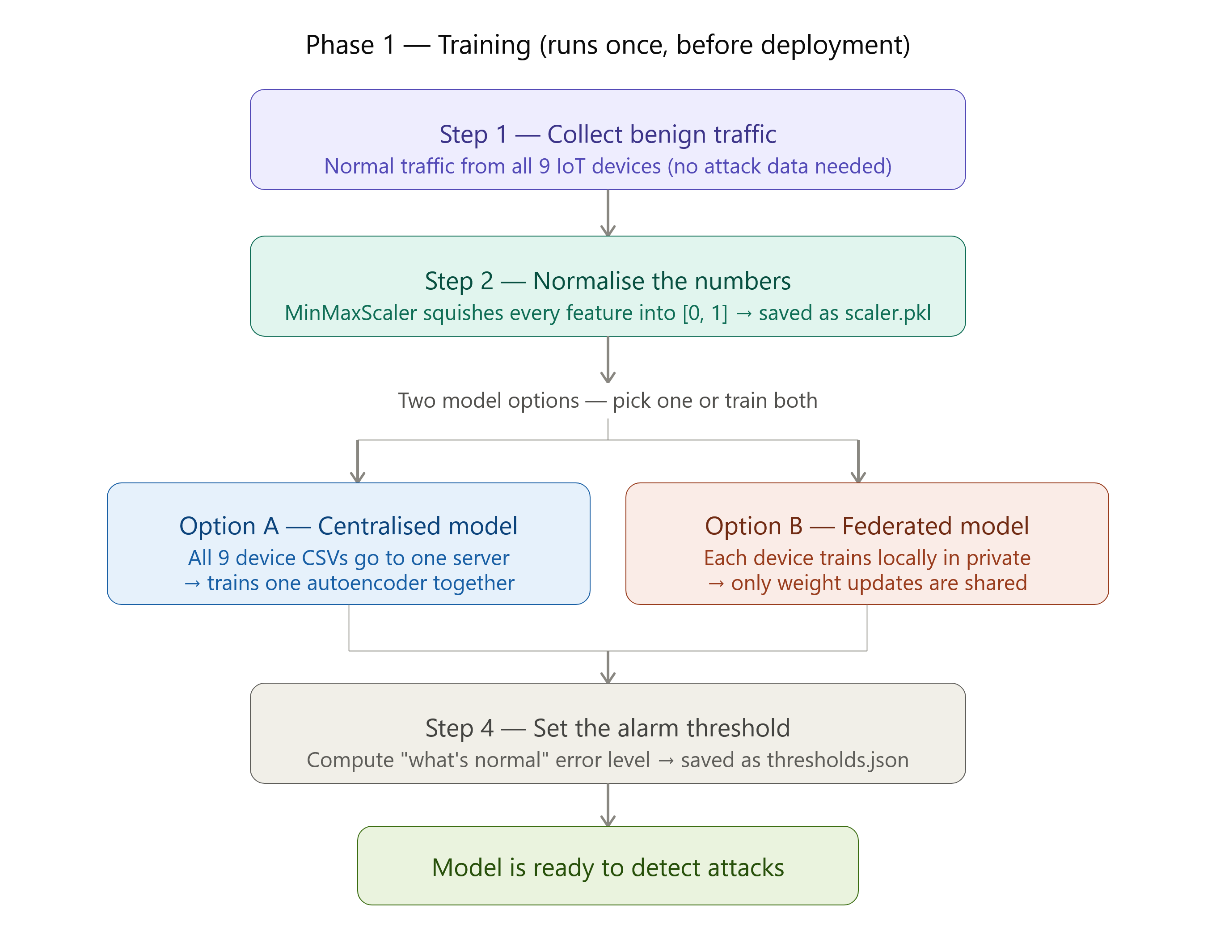 Phase 1 — Training (runs once, before deployment)
Step 1 — Collect benign traffic
Normal traffic from all 9 IoT devices (no attack data needed)
Step 2 — Normalise the numbers
MinMaxScaler squishes every feature into [0, 1] → saved as scaler.pkl
Two model options — pick one or train both
Option A — Centralised model
All 9 device CSVs go to one server
→ trains one autoencoder together
Option B — Federated model
Each device trains locally in private
→ only weight updates are shared
Step 4 — Set the alarm threshold
Compute "what's normal" error level → saved as thresholds.json
Model is ready to detect attacks